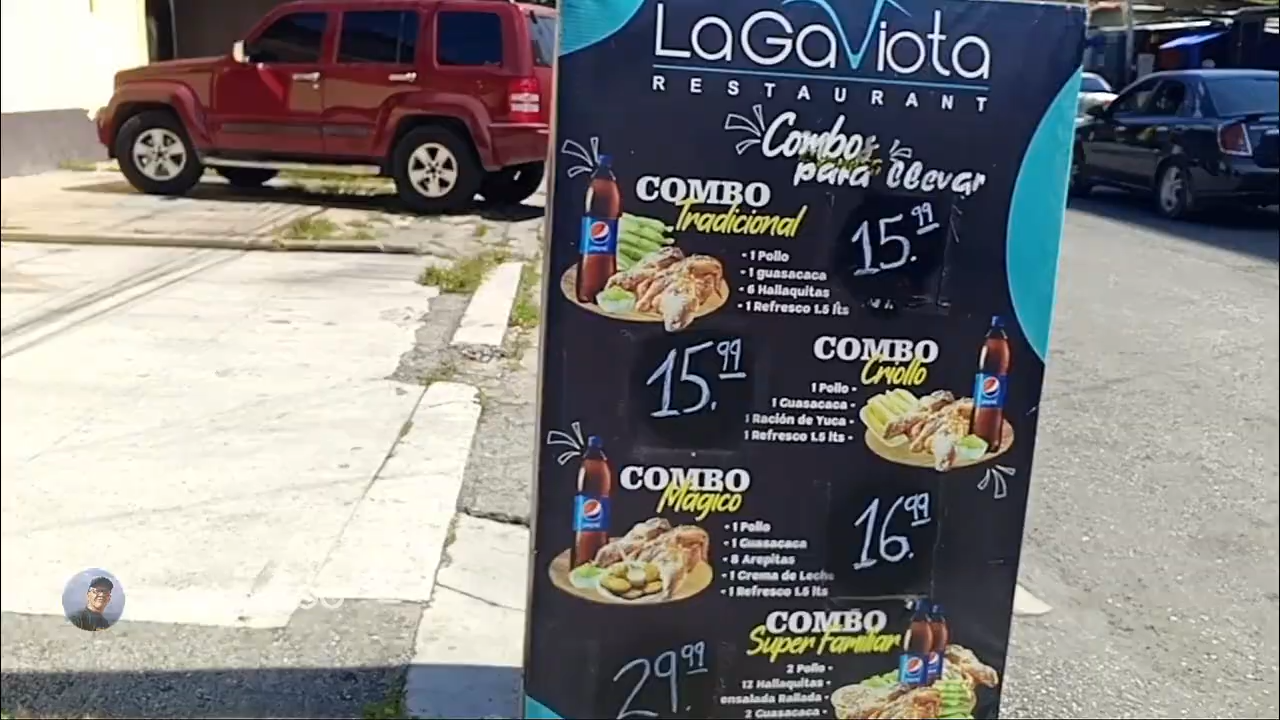 LaGaviota
RESTAURANT
Combos
para llevar
COMBO
Tradicional
15.99
- 1 Pollo
- 1 guasacaca
- 6 Hallaquitas
- 1 Refresco 1.5 lts
15.99
COMBO
Criollo
1 Pollo -
1 Guasacaca -
1 Ración de Yuca -
1 Refresco 1.5 lts -
COMBO
Mágico
- 1 Pollo
- 1 Guasacaca
- 8 Arepitas
- 1 Crema de Leche
- 1 Refresco 1.5 lts
16.99
COMBO
Super Familiar
29.99
2 Pollo -
12 Hallaquitas -
ensalada Rallada -
2 Guasacaca -